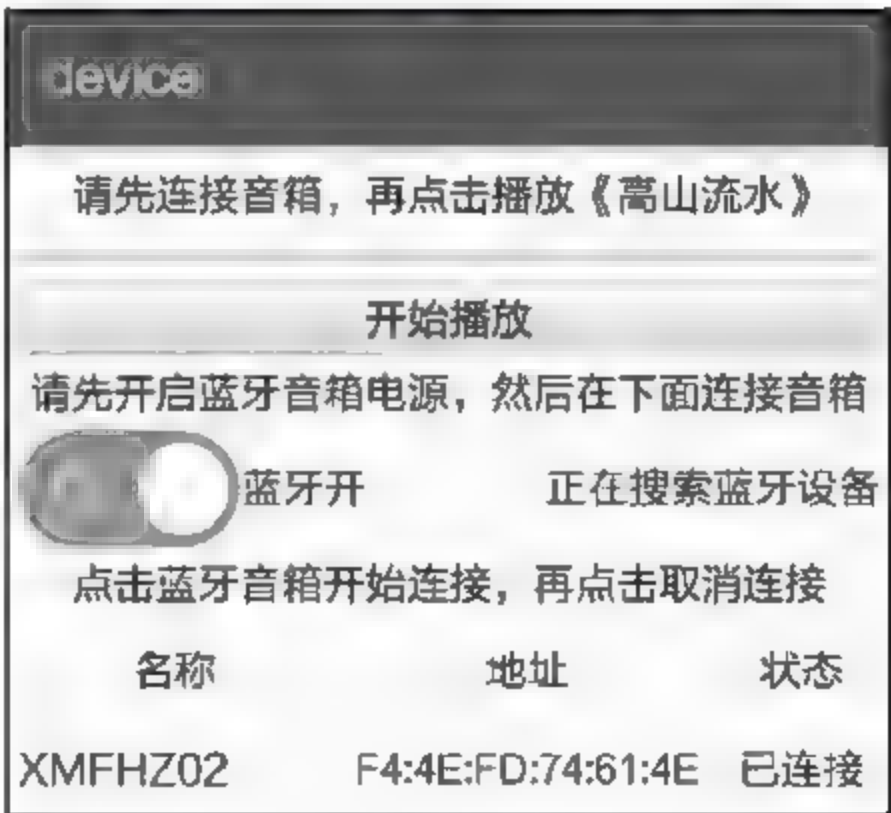 device
请先连接音箱，再点击播放《高山流水》
开始播放
请先开启蓝牙音箱电源，然后在下面连接音箱
蓝牙开 正在搜索蓝牙设备
点击蓝牙音箱开始连接，再点击取消连接
名称 地址 状态
XMFHZ02 F4:4E:FD:74:61:4E 已连接